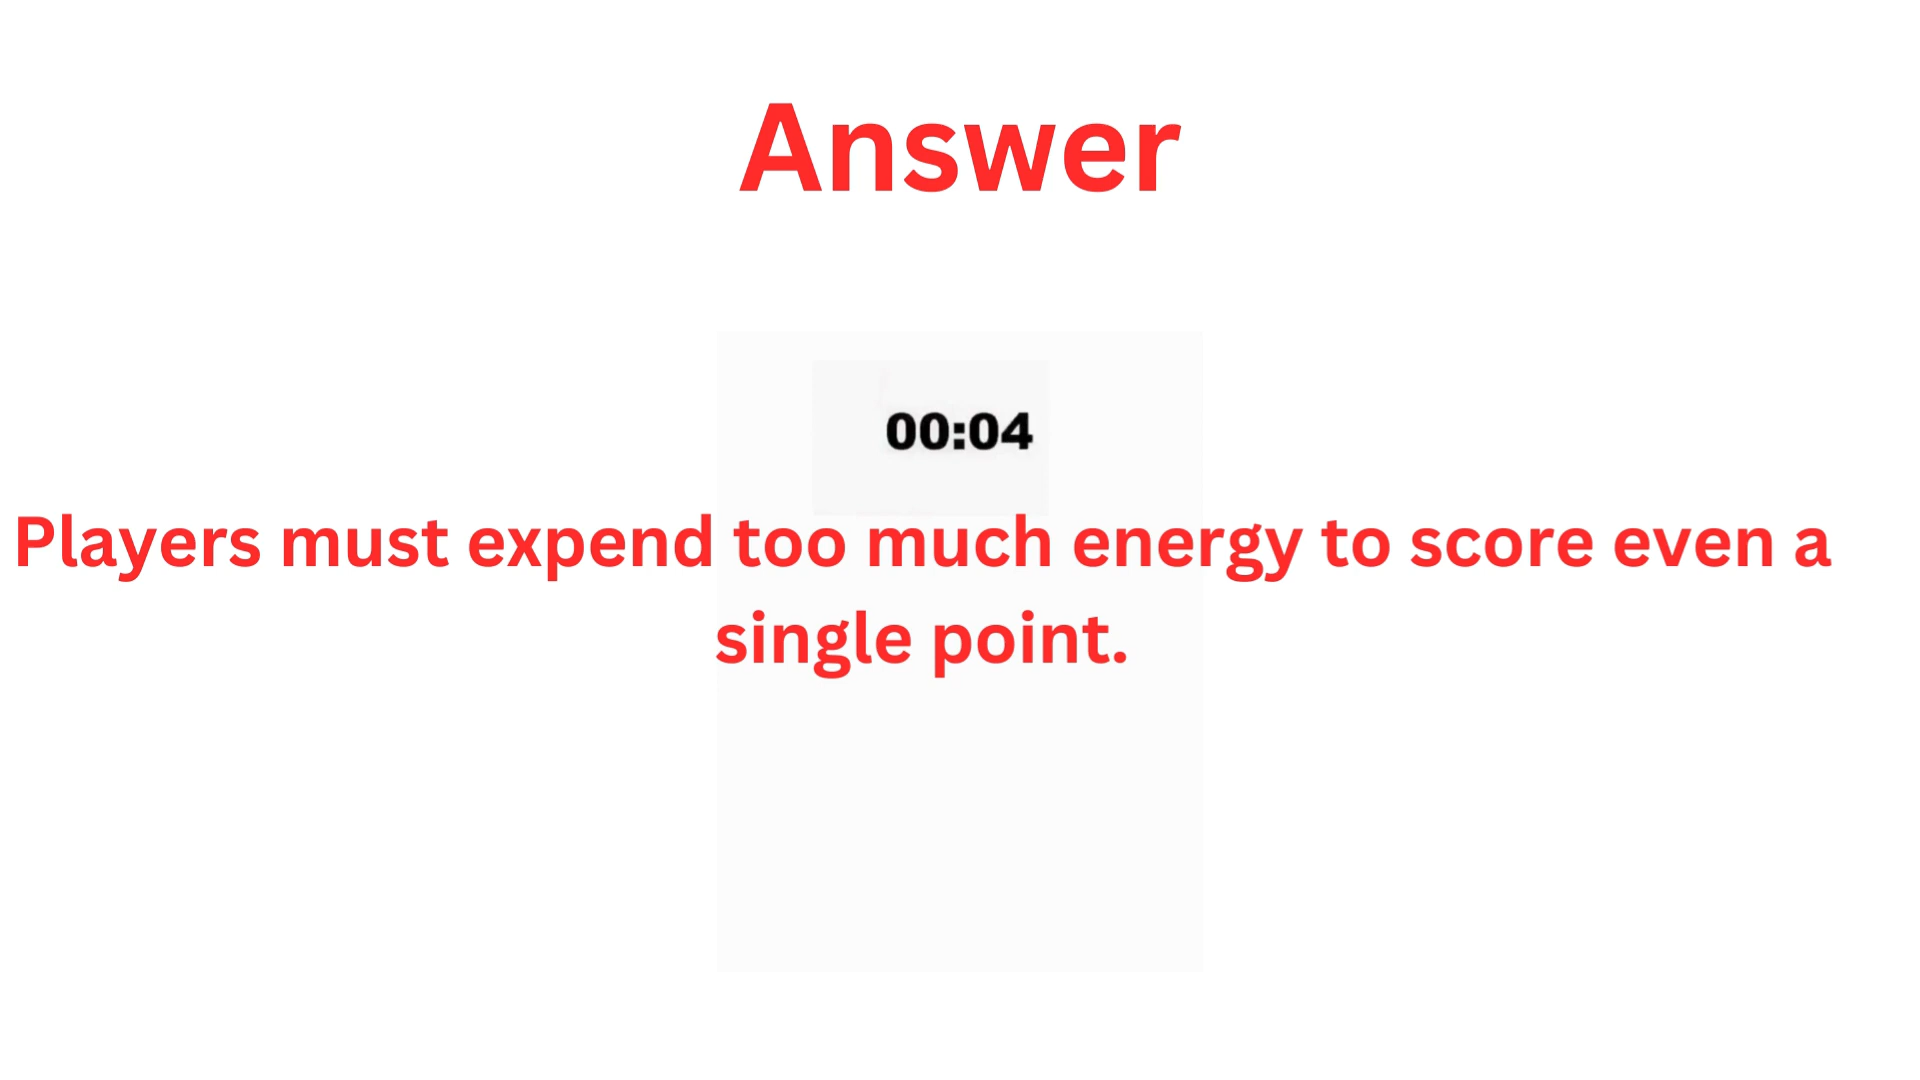 Answer
00:04
Players must expend too much energy to score even a
single point.